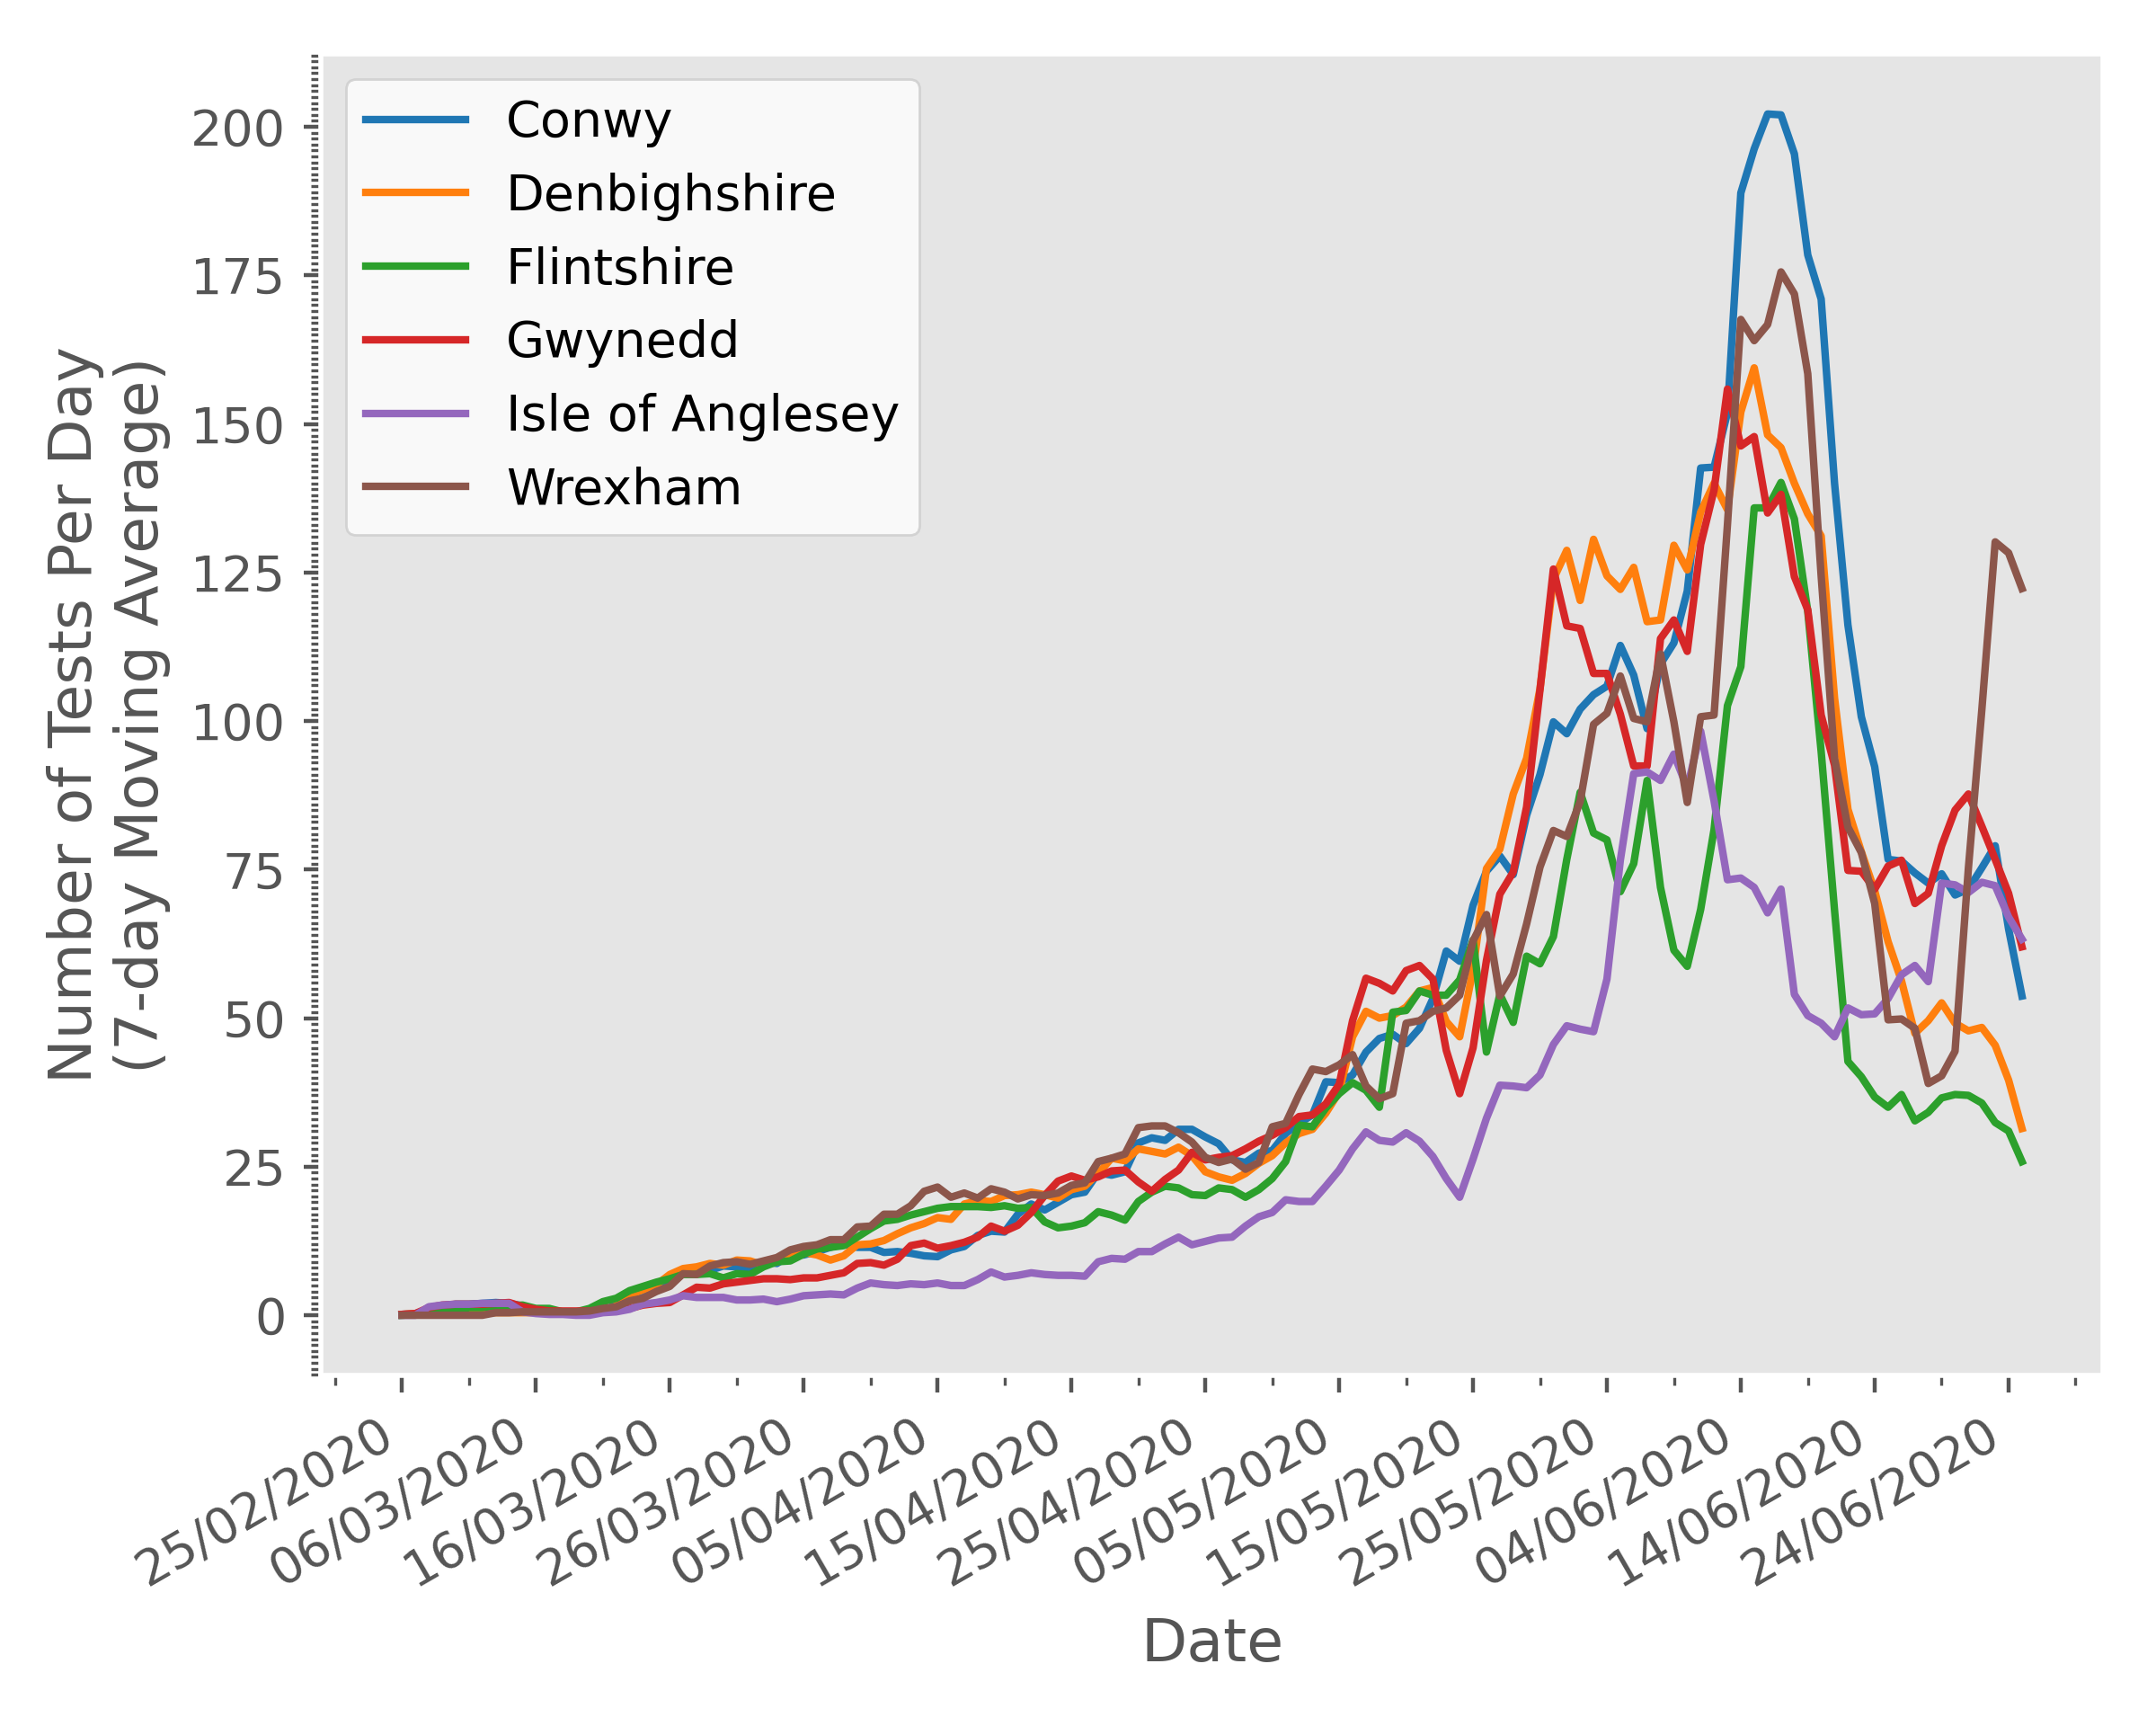 Number of Tests Per Day
(7-day Moving Average)
200
175
150
125
100
75
50
25
0
Conwy
Denbighshire
Flintshire
Gwynedd
Isle of Anglesey
Wrexham
25/02/2020
06/03/2020
16/03/2020
26/03/2020
05/04/2020
15/04/2020
25/04/2020
05/05/2020
15/05/2020
25/05/2020
04/06/2020
14/06/2020
24/06/2020
Date